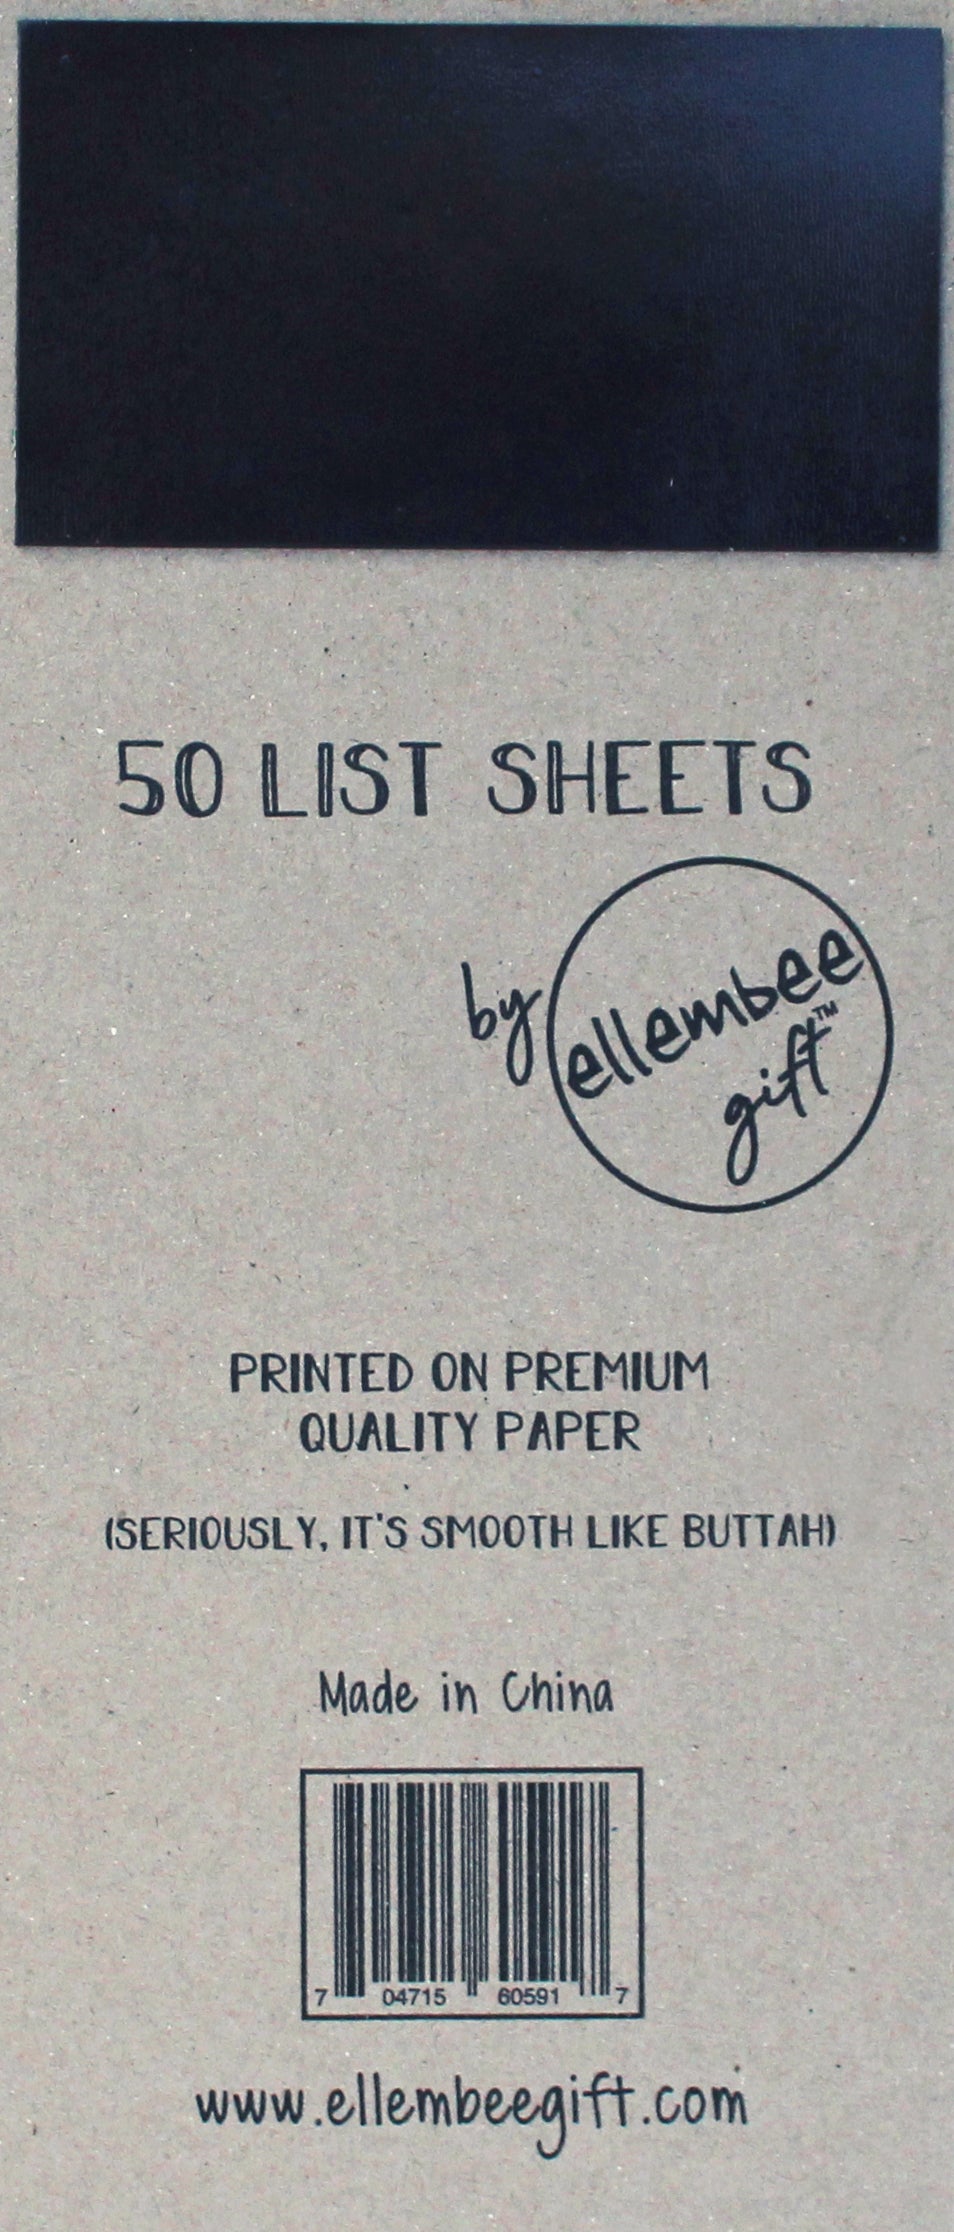 50 LIST SHEETS
by ellembee
gift™
PRINTED ON PREMIUM
QUALITY PAPER
(SERIOUSLY, IT'S SMOOTH LIKE BUTTAH)
Made in China
7 04715 60591 7
www.ellembeegift.com